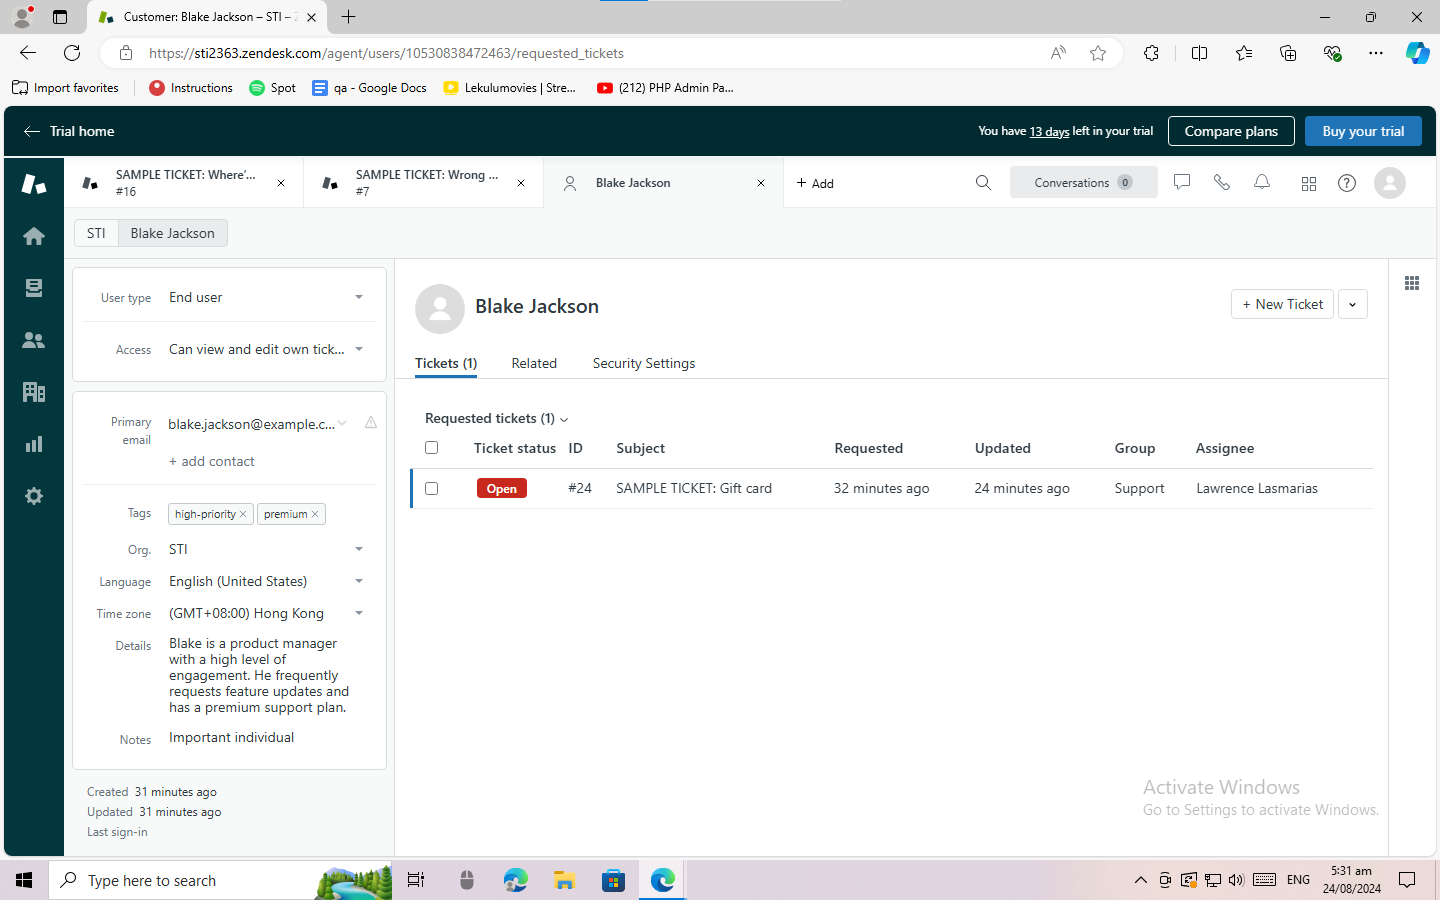 Customer: Blake Jackson – STI –
https://sti2363.zendesk.com/agent/users/10530838472463/requested_tickets
Import favorites
Instructions
Spot
qa - Google Docs
Lekulumovies | Stre...
(212) PHP Admin Pa...
Trial home
You have 13 days left in your trial
Compare plans
Buy your trial
SAMPLE TICKET: Where'...
#16
SAMPLE TICKET: Wrong ...
#7
Blake Jackson
+ Add
Conversations 0
STI
Blake Jackson
User type End user
Access Can view and edit own tick...
Primary email blake.jackson@example.c...
+ add contact
Tags high-priority premium
Org. STI
Language English (United States)
Time zone (GMT+08:00) Hong Kong
Details Blake is a product manager
with a high level of
engagement. He frequently
requests feature updates and
has a premium support plan.
Notes Important individual
Created 31 minutes ago
Updated 31 minutes ago
Last sign-in
Blake Jackson
+ New Ticket
Tickets (1) Related Security Settings
Requested tickets (1)
Ticket status ID Subject Requested Updated Group Assignee
Open #24 SAMPLE TICKET: Gift card 32 minutes ago 24 minutes ago Support Lawrence Lasmarias
Activate Windows
Go to Settings to activate Windows.
Type here to search
ENG
5:31 am
24/08/2024